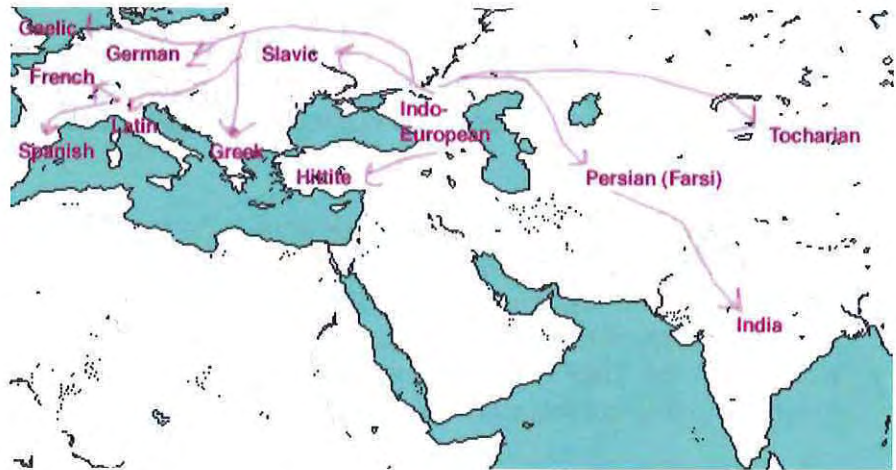 Gaelic
German
Slavic
French
Indo-
European
Latin
Tocharian
Spanish
Greek
Hittite
Persian (Farsi)
India